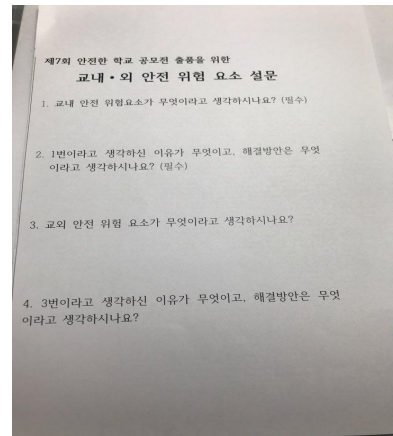 제7회 안전한 학교 공모전 출품을 위한
교내·외 안전 위험 요소 설문
1. 교내 안전 위험요소가 무엇이라고 생각하시나요? (필수)
2. 1번이라고 생각하신 이유가 무엇이고, 해결방안은 무엇
이라고 생각하시나요? (필수)
3. 교외 안전 위험 요소가 무엇이라고 생각하시나요?
4. 3번이라고 생각하신 이유가 무엇이고, 해결방안은 무엇
이라고 생각하시나요?